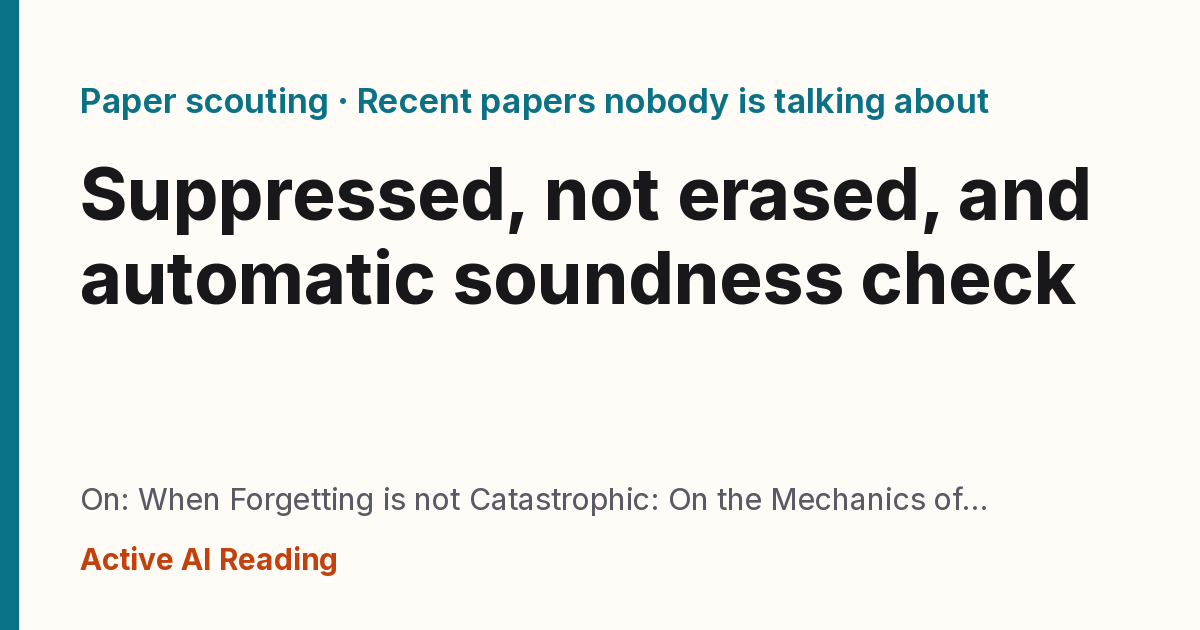 Paper scouting · Recent papers nobody is talking about
Suppressed, not erased, and
automatic soundness check
On: When Forgetting is not Catastrophic: On the Mechanics of…
Active AI Reading